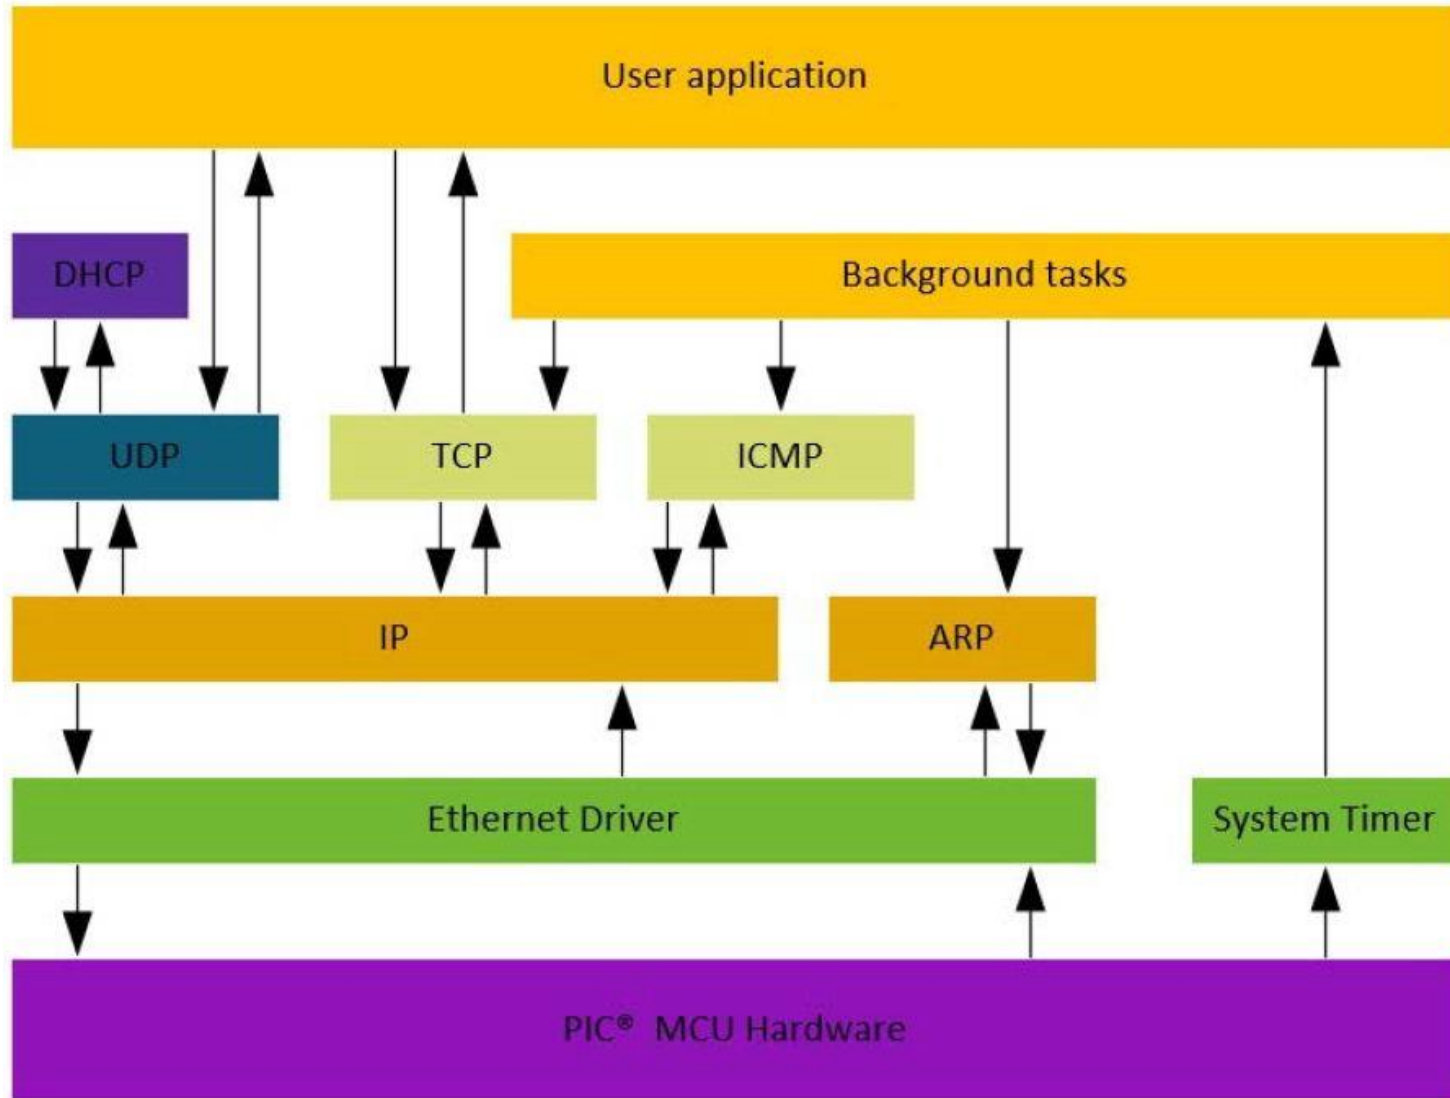 User application
DHCP
Background tasks
UDP
TCP
ICMP
IP
ARP
Ethernet Driver
System Timer
PIC® MCU Hardware